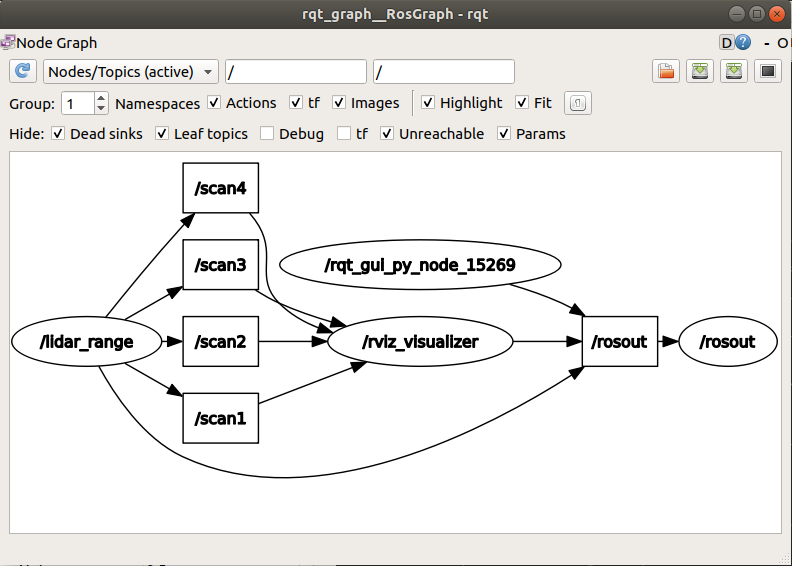 rqt_graph__RosGraph - rqt
Node Graph
D
- O
Nodes/Topics (active) / /
Group: 1 Namespaces Actions tf Images Highlight Fit
Hide: Dead sinks Leaf topics Debug tf Unreachable Params
/scan4
/scan3
/rqt_gui_py_node_15269
/lidar_range
/scan2
/rviz_visualizer
/rosout
/rosout
/scan1